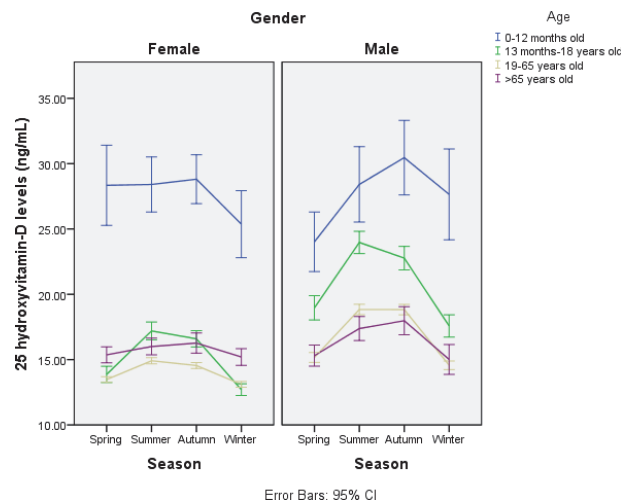 Gender
Age
0-12 months old
13 months-18 years old
19-65 years old
>65 years old
Female
Male
25 hydroxyvitamin-D levels (ng/mL)
35.00
30.00
25.00
20.00
15.00
10.00
Spring Summer Autumn Winter
Spring Summer Autumn Winter
Season
Season
Error Bars: 95% CI